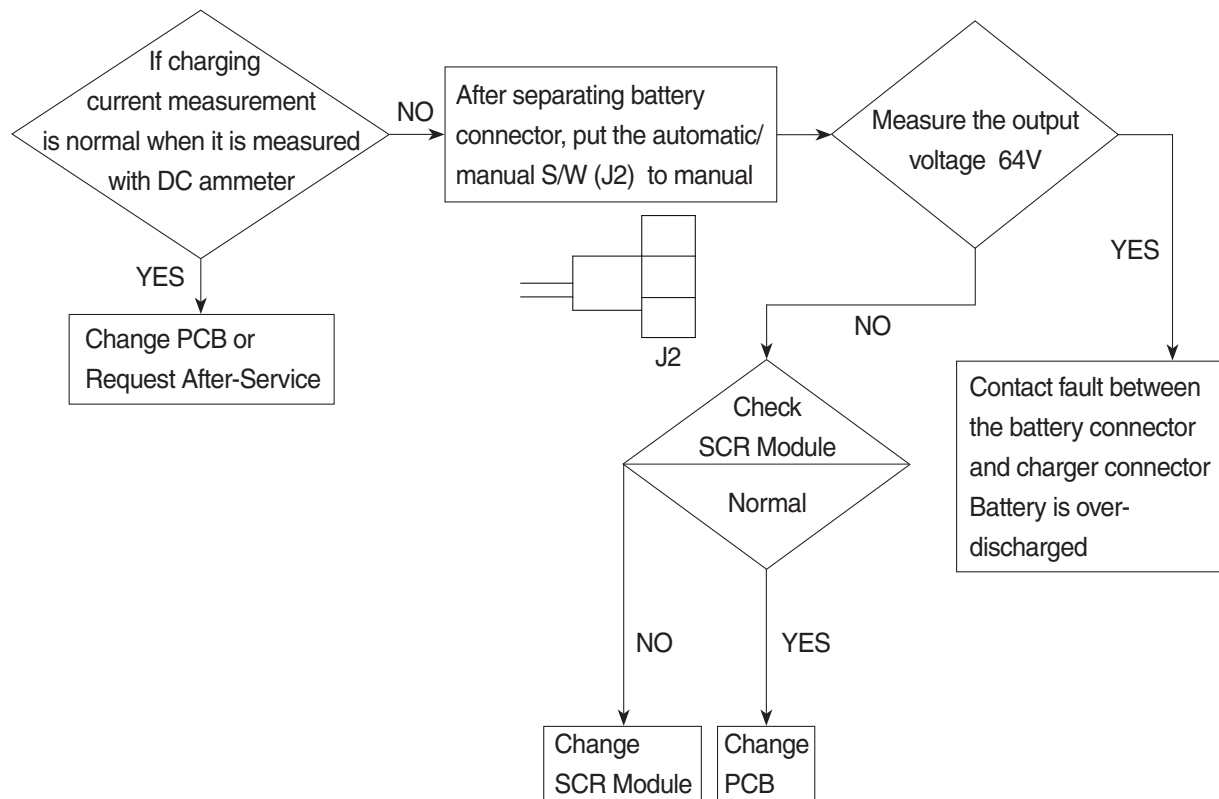 If charging
current measurement
is normal when it is measured
with DC ammeter
NO
After separating battery
connector, put the automatic/
manual S/W (J2) to manual
Measure the output
voltage 64V
YES
Change PCB or
Request After-Service
J2
NO
YES
Check
SCR Module
Normal
Contact fault between
the battery connector
and charger connector
Battery is over-
discharged
NO
YES
Change
SCR Module
Change
PCB